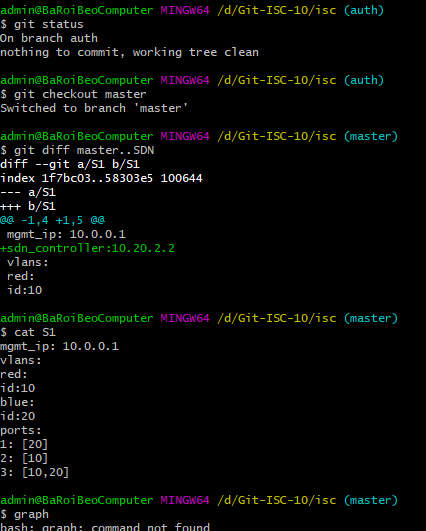 admin@BaRoiBeoComputer MINGW64 /d/Git-ISC-10/isc (auth)
$ git status
On branch auth
nothing to commit, working tree clean
admin@BaRoiBeoComputer MINGW64 /d/Git-ISC-10/isc (auth)
$ git checkout master
Switched to branch 'master'
admin@BaRoiBeoComputer MINGW64 /d/Git-ISC-10/isc (master)
$ git diff master..SDN
diff --git a/S1 b/S1
index 1f7bc03..58303e5 100644
--- a/S1
+++ b/S1
@@ -1,4 +1,5 @@
 mgmt_ip: 10.0.0.1
+sdn_controller:10.20.2.2
 vlans:
 red:
 id:10
admin@BaRoiBeoComputer MINGW64 /d/Git-ISC-10/isc (master)
$ cat S1
mgmt_ip: 10.0.0.1
vlans:
red:
id:10
blue:
id:20
ports:
1: [20]
2: [10]
3: [10,20]
admin@BaRoiBeoComputer MINGW64 /d/Git-ISC-10/isc (master)
$ graph
bash: graph: command not found